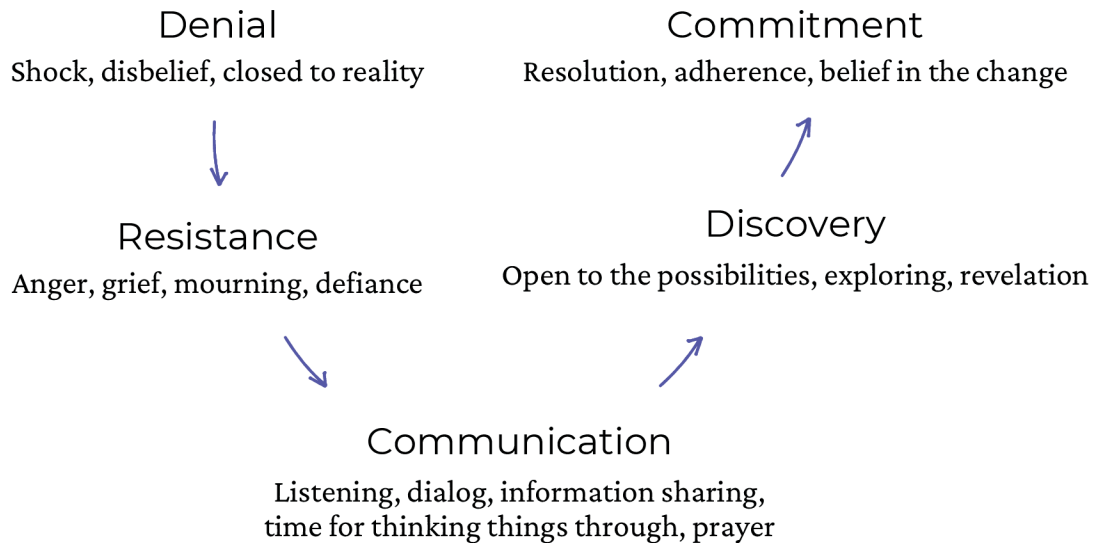 Denial
Shock, disbelief, closed to reality
Resistance
Anger, grief, mourning, defiance
Communication
Listening, dialog, information sharing,
time for thinking things through, prayer
Discovery
Open to the possibilities, exploring, revelation
Commitment
Resolution, adherence, belief in the change